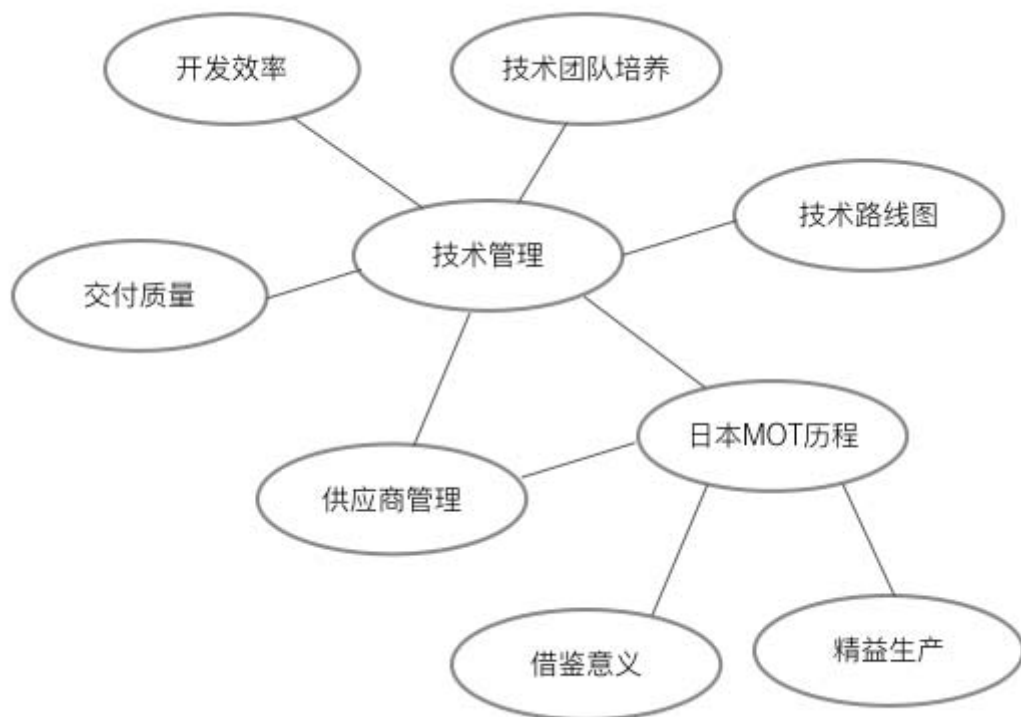 开发效率
技术团队培养
技术路线图
技术管理
交付质量
日本MOT历程
供应商管理
借鉴意义
精益生产